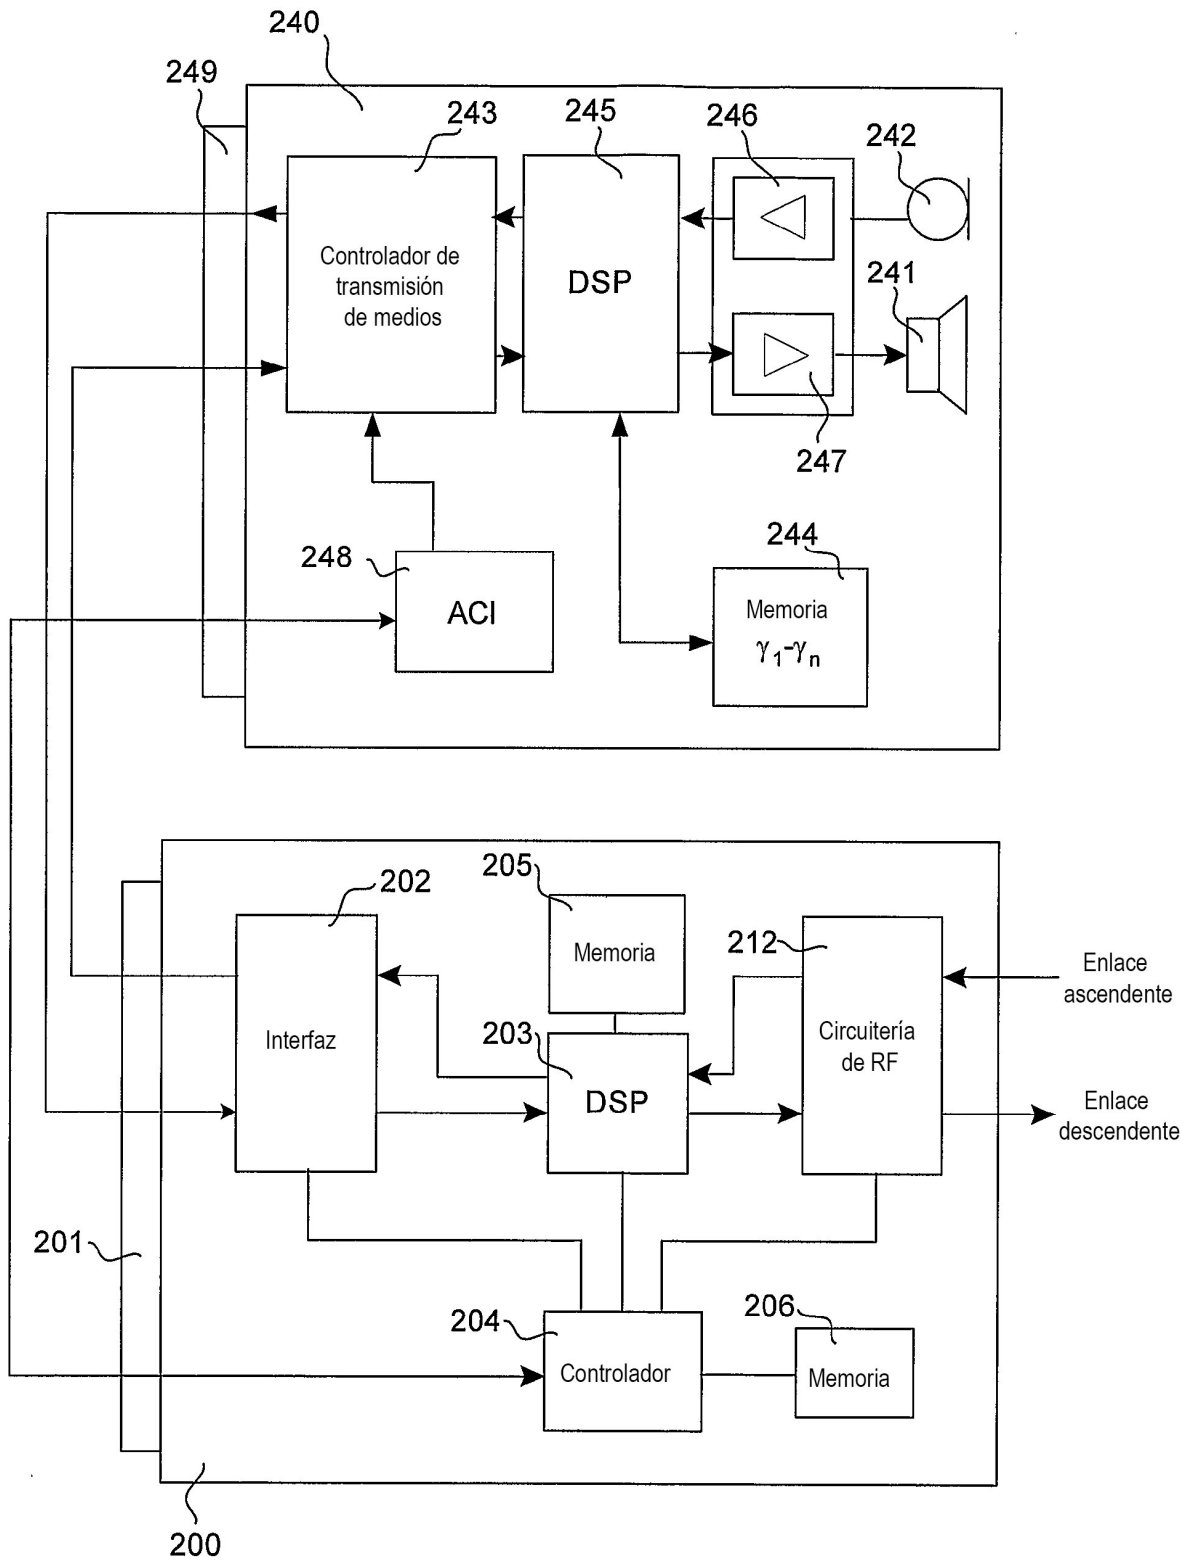 240
249
243
245
246
242
Controlador de
transmisión
de medios
DSP
241
247
248
ACI
244
Memoria
γ1-γn
202
205
Memoria
212
Enlace
ascendente
Interfaz
203
DSP
Circuitería
de RF
Enlace
descendente
201
204
Controlador
206
Memoria
200